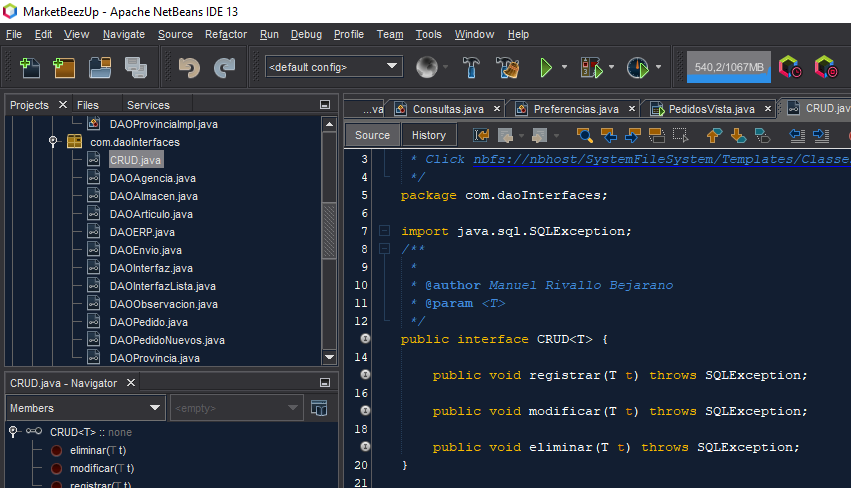 MarketBeezUp - Apache NetBeans IDE 13
File Edit View Navigate Source Refactor Run Debug Profile Team Tools Window Help
<default config>
540,2/1067MB
Projects Files Services
DAOProvinciaImpl.java
com.daoInterfaces
CRUD.java
DAOAgencia.java
DAOAlmacen.java
DAOArticulo.java
DAOERP.java
DAOEnvio.java
DAOInterfaz.java
DAOInterfazLista.java
DAOObservacion.java
DAOPedido.java
DAOPedidoNuevos.java
DAOProvincia.java
CRUD.java - Navigator
Members <empty>
CRUD<T> :: none
eliminar(T t)
modificar(T t)
registrar(T t)
...va Consultas.java Preferencias.java PedidosVista.java CRUD.java
Source History
3 * Click nbfs://nbhost/SystemFileSystem/Templates/Classe
4 */
5 package com.daoInterfaces;
6
7 import java.sql.SQLException;
8 /**
9 *
10 * @author Manuel Rivallo Bejarano
11 * @param <T>
12 */
public interface CRUD<T> {
14
public void registrar(T t) throws SQLException;
16
public void modificar(T t) throws SQLException;
18
public void eliminar(T t) throws SQLException;
20 }
21